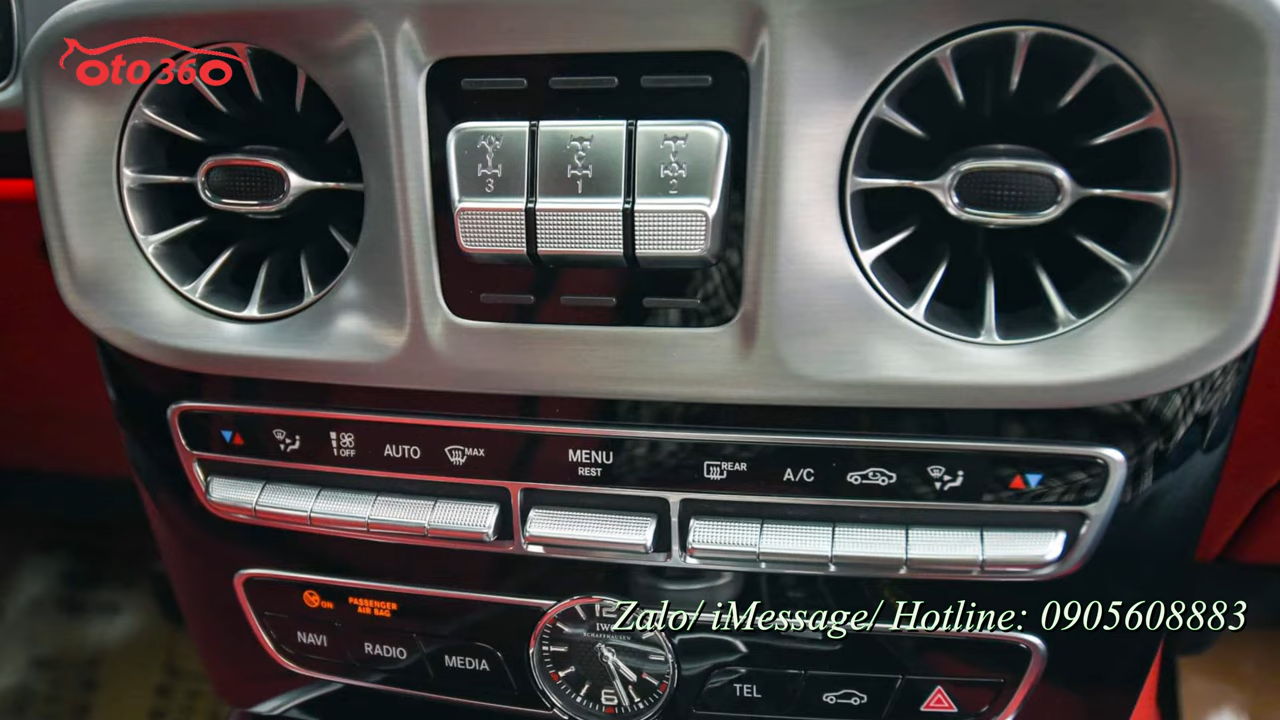 oto360
3
1
2
OFF
AUTO
MAX
MENU
REST
REAR
A/C
ON
PASSENGER
AIR BAG
NAVI
RADIO
MEDIA
12
IWC
SCHAFFHAUSEN
6
Zalo/ iMessage/ Hotline: 0905608883
TEL